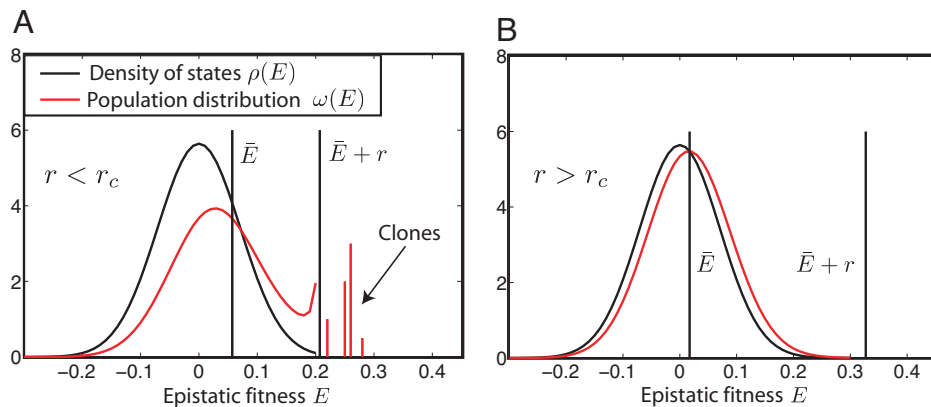 A
8
6
4
2
0
Density of states ρ(E)
Population distribution ω(E)
r < r_c
Ē
Ē + r
Clones
−0.2 −0.1 0 0.1 0.2 0.3 0.4
Epistatic fitness E
B
8
6
4
2
0
r > r_c
Ē
Ē + r
−0.2 −0.1 0 0.1 0.2 0.3 0.4
Epistatic fitness E